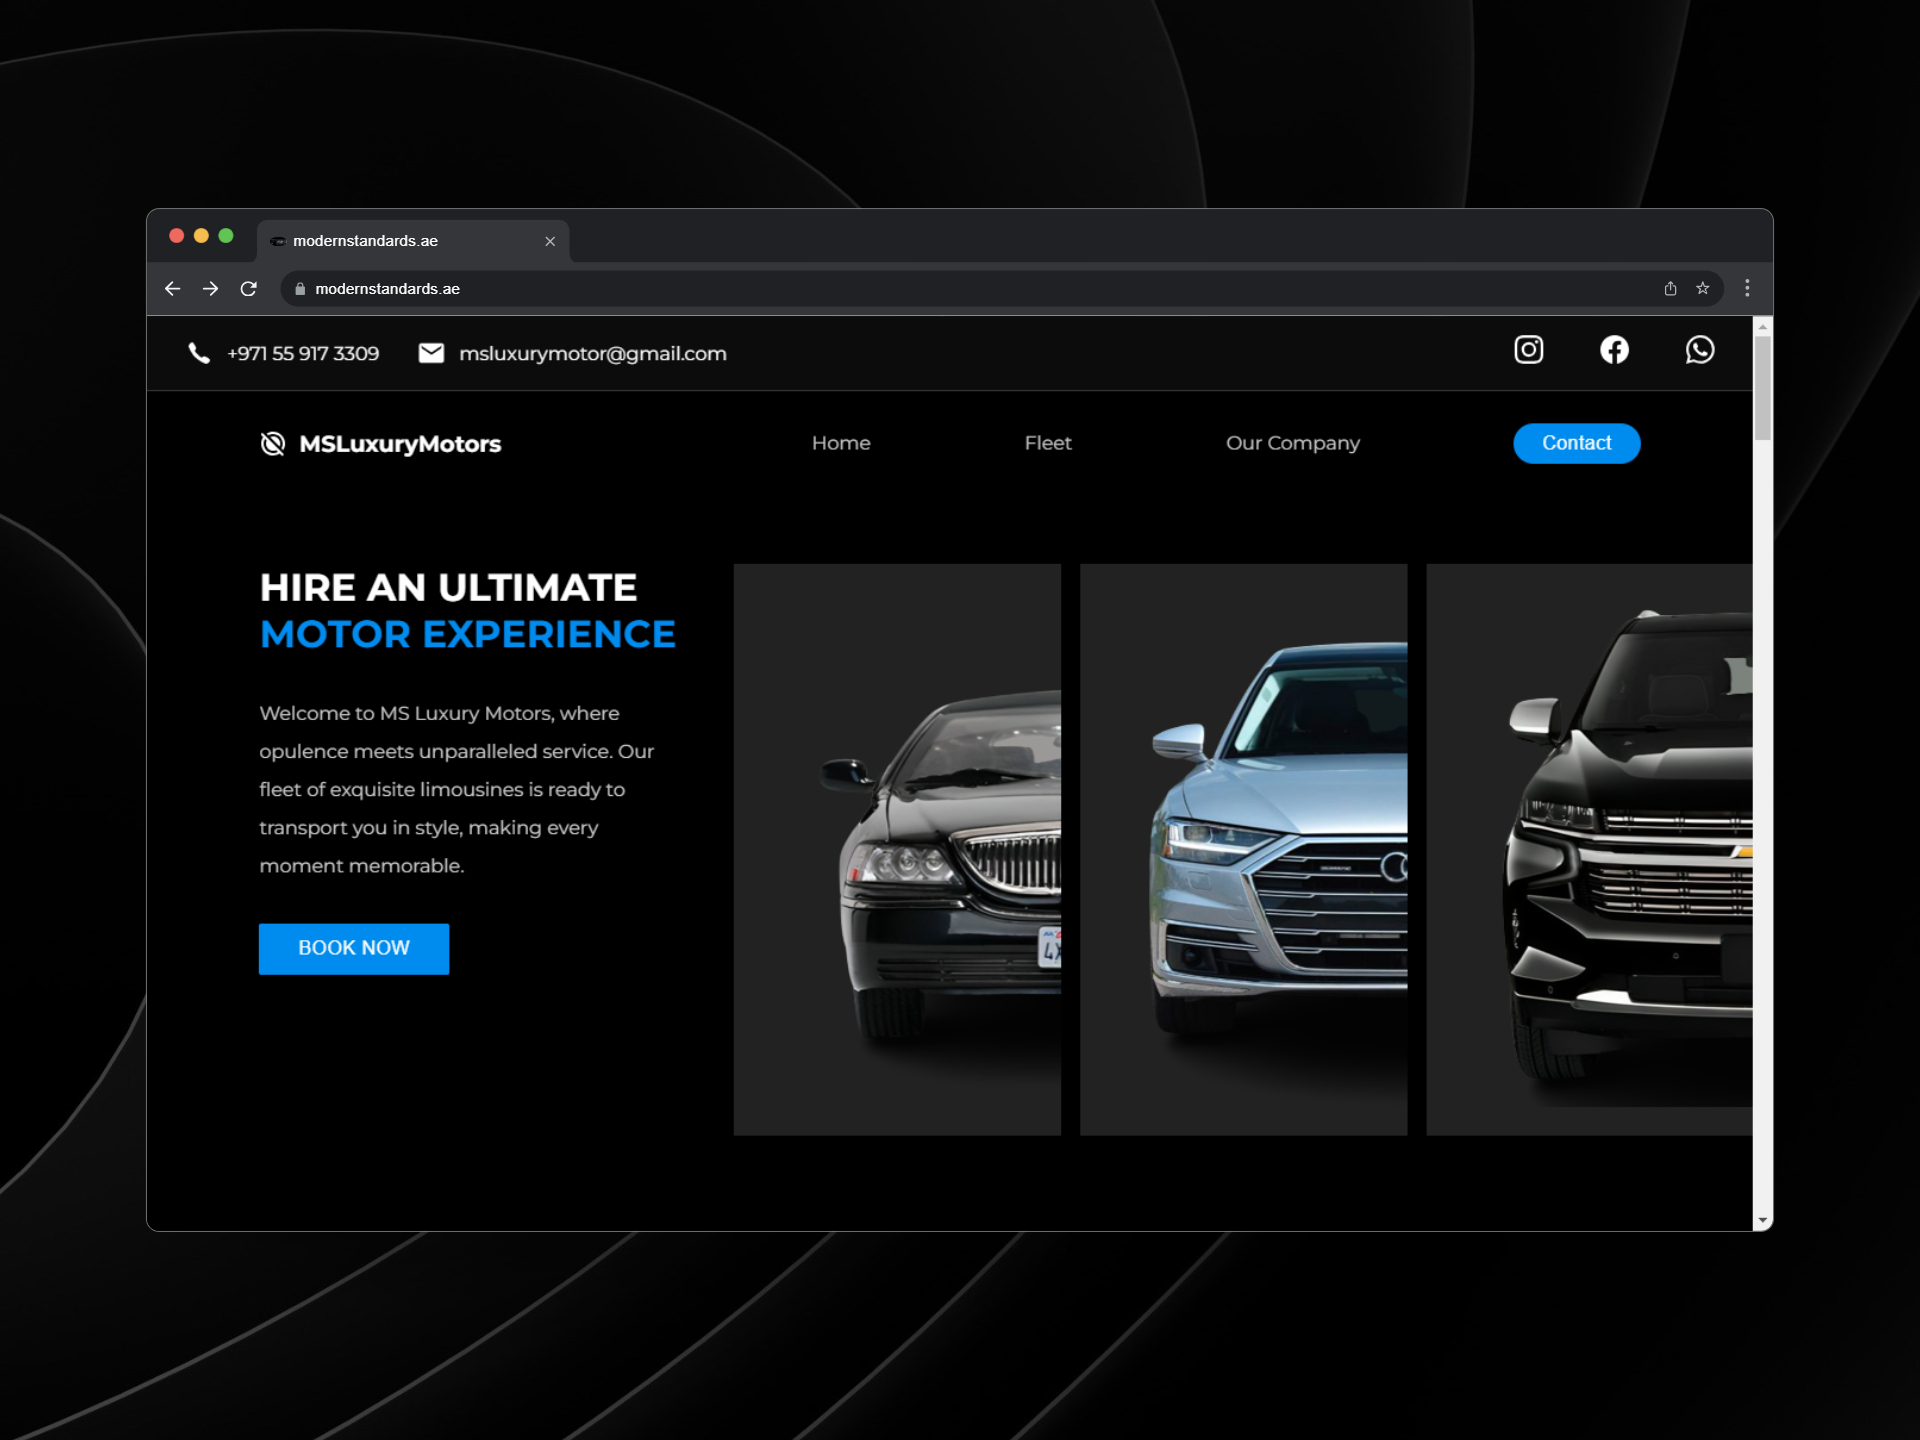 modernstandards.ae
modernstandards.ae
+971 55 917 3309 msluxurymotor@gmail.com
MSLuxuryMotors Home Fleet Our Company Contact
HIRE AN ULTIMATE
MOTOR EXPERIENCE
Welcome to MS Luxury Motors, where
opulence meets unparalleled service. Our
fleet of exquisite limousines is ready to
transport you in style, making every
moment memorable.
BOOK NOW